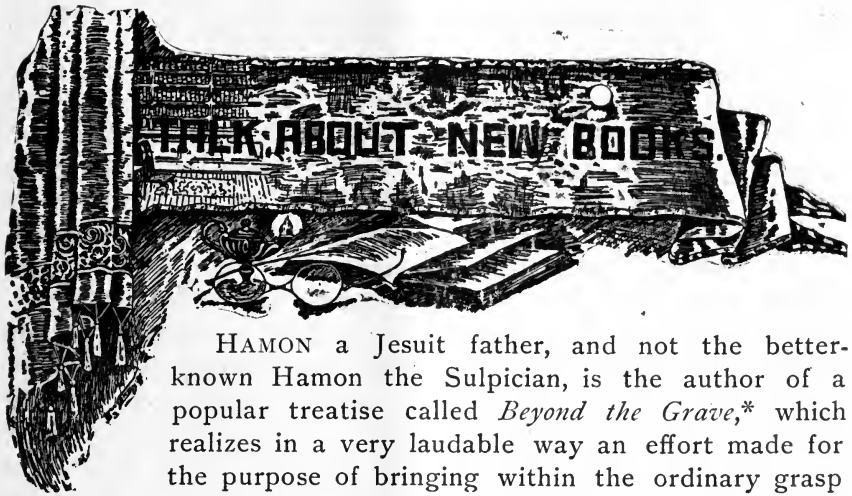 TALK ABOUT NEW BOOKS.
HAMON a Jesuit father, and not the better-
known Hamon the Sulpician, is the author of a
popular treatise called Beyond the Grave,* which
realizes in a very laudable way an effort made for
the purpose of bringing within the ordinary grasp